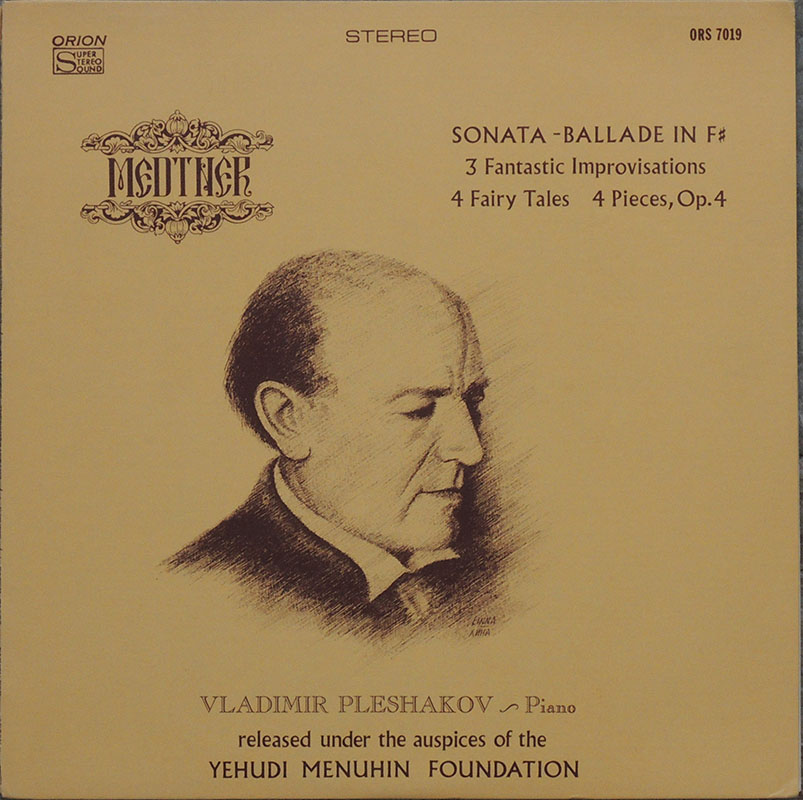 ORION
SUPER
STEREO
SOUND
STEREO
ORS 7019
MEDTNER
SONATA - BALLADE IN F♯
3 Fantastic Improvisations
4 Fairy Tales 4 Pieces, Op. 4
VLADIMIR PLESHAKOV ~ Piano
released under the auspices of the
YEHUDI MENUHIN FOUNDATION